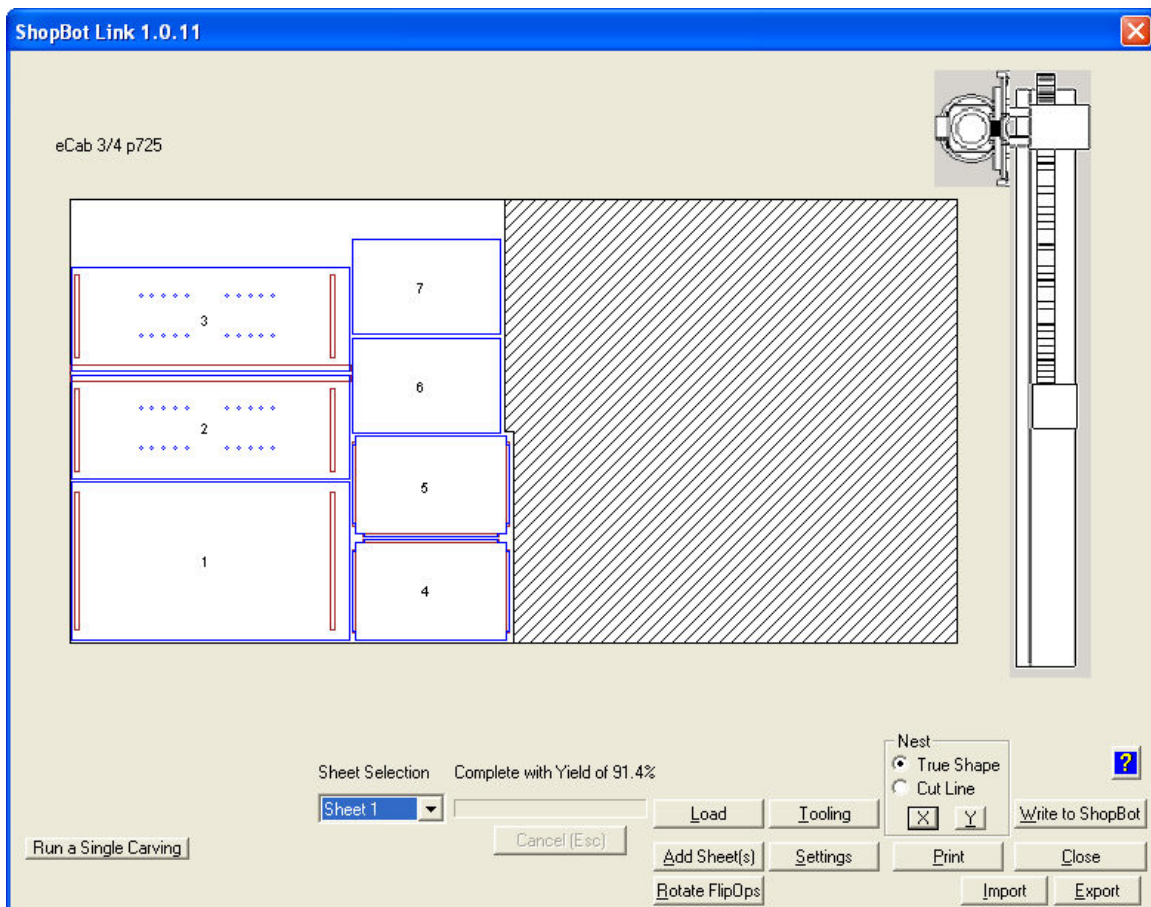 ShopBot Link 1.0.11
eCab 3/4 p725
7
3
6
2
5
1
4
Nest
True Shape
Cut Line
X Y
?
Sheet Selection Complete with Yield of 91.4%
Sheet 1
Load Tooling Write to ShopBot
Run a Single Carving
Cancel (Esc)
Add Sheet(s) Settings Print Close
Rotate FlipOps Import Export